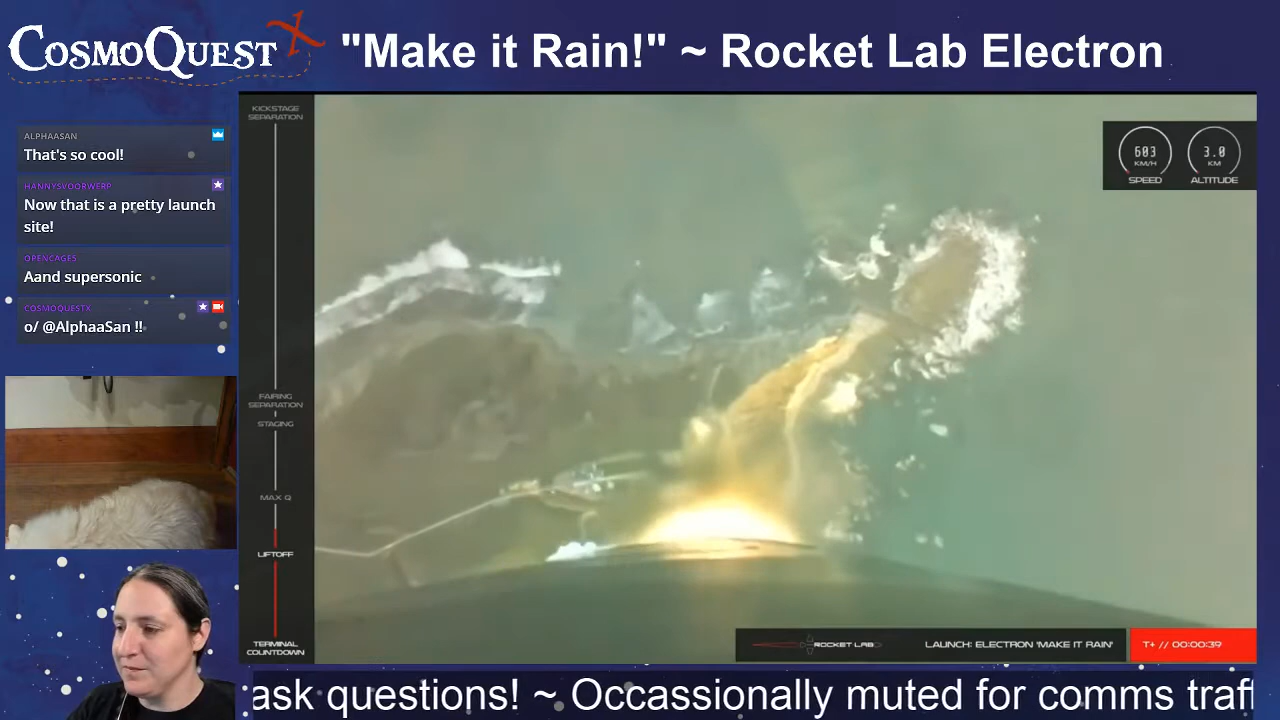 COSMOQUEST X
"Make it Rain!" ~ Rocket Lab Electron
ALPHAASAN
That's so cool!
HANNYSVOORWERP
Now that is a pretty launch
site!
OPENCAGES
Aand supersonic
COSMOQUESTX
o/ @AlphaaSan !!
KICKSTAGE
SEPARATION
FAIRING
SEPARATION
STAGING
MAX Q
LIFTOFF
TERMINAL
COUNTDOWN
603
KM/H
SPEED
3.0
KM
ALTITUDE
ROCKET LAB
LAUNCH: ELECTRON 'MAKE IT RAIN'
T+ // 00:00:39
ask questions! ~ Occassionally muted for comms traff